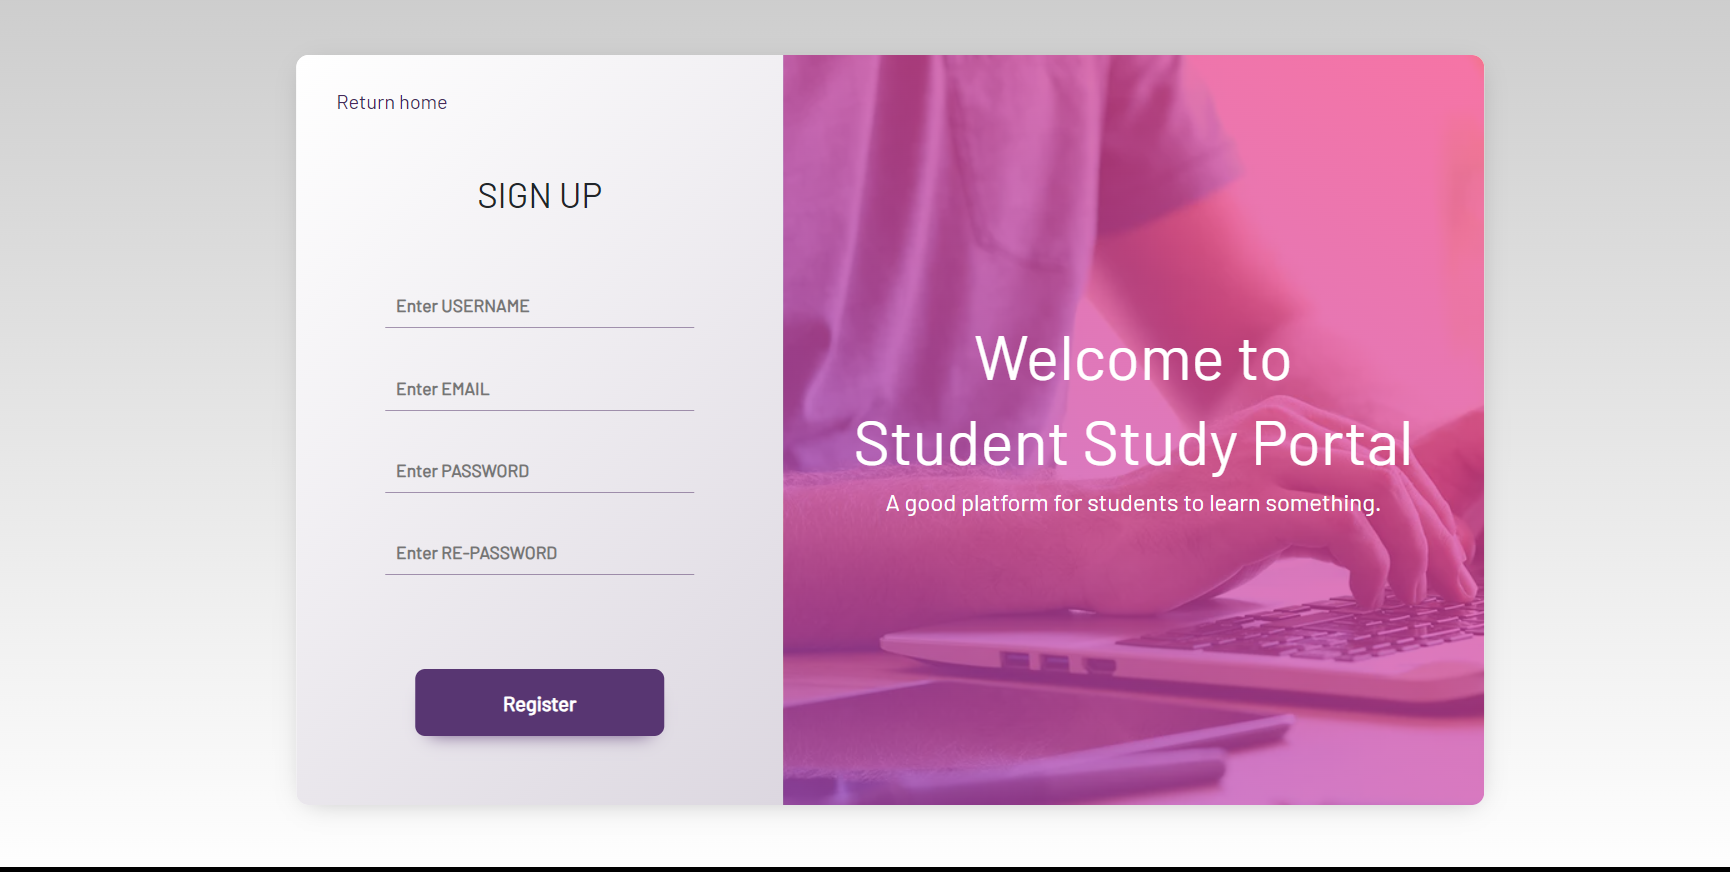 Return home
SIGN UP
Enter USERNAME
Enter EMAIL
Enter PASSWORD
Enter RE-PASSWORD
Register
Welcome to
Student Study Portal
A good platform for students to learn something.